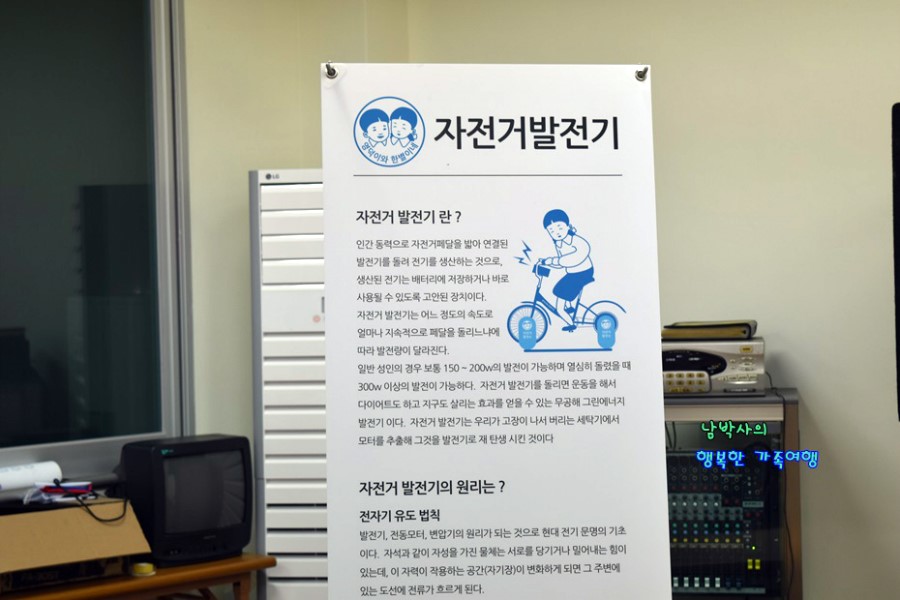 자전거발전기
영덕이와 한별이네
자전거 발전기 란 ?
인간 동력으로 자전거페달을 밟아 연결된
발전기를 돌려 전기를 생산하는 것으로,
생산된 전기는 배터리에 저장하거나 바로
사용될 수 있도록 고안된 장치이다.
자전거 발전기는 어느 정도의 속도로
얼마나 지속적으로 페달을 돌리느냐에
따라 발전량이 달라진다.
일반 성인의 경우 보통 150 ~ 200w의 발전이 가능하며 열심히 돌렸을 때
300w 이상의 발전이 가능하다. 자전거 발전기를 돌리면 운동을 해서
다이어트도 하고 지구도 살리는 효과를 얻을 수 있는 무공해 그린에너지
발전기 이다. 자전거 발전기는 우리가 고장이 나서 버리는 세탁기에서
모터를 추출해 그것을 발전기로 재 탄생 시킨 것이다
자전거 발전기의 원리는 ?
전자기 유도 법칙
발전기, 전동모터, 변압기의 원리가 되는 것으로 현대 전기 문명의 기초
이다. 자석과 같이 자성을 가진 물체는 서로를 당기거나 밀어내는 힘이
있는데, 이 자력이 작용하는 공간(자기장)이 변화하게 되면 그 주변에
있는 도선에 전류가 흐르게 된다.
LG
남박사의
행복한 가족여행